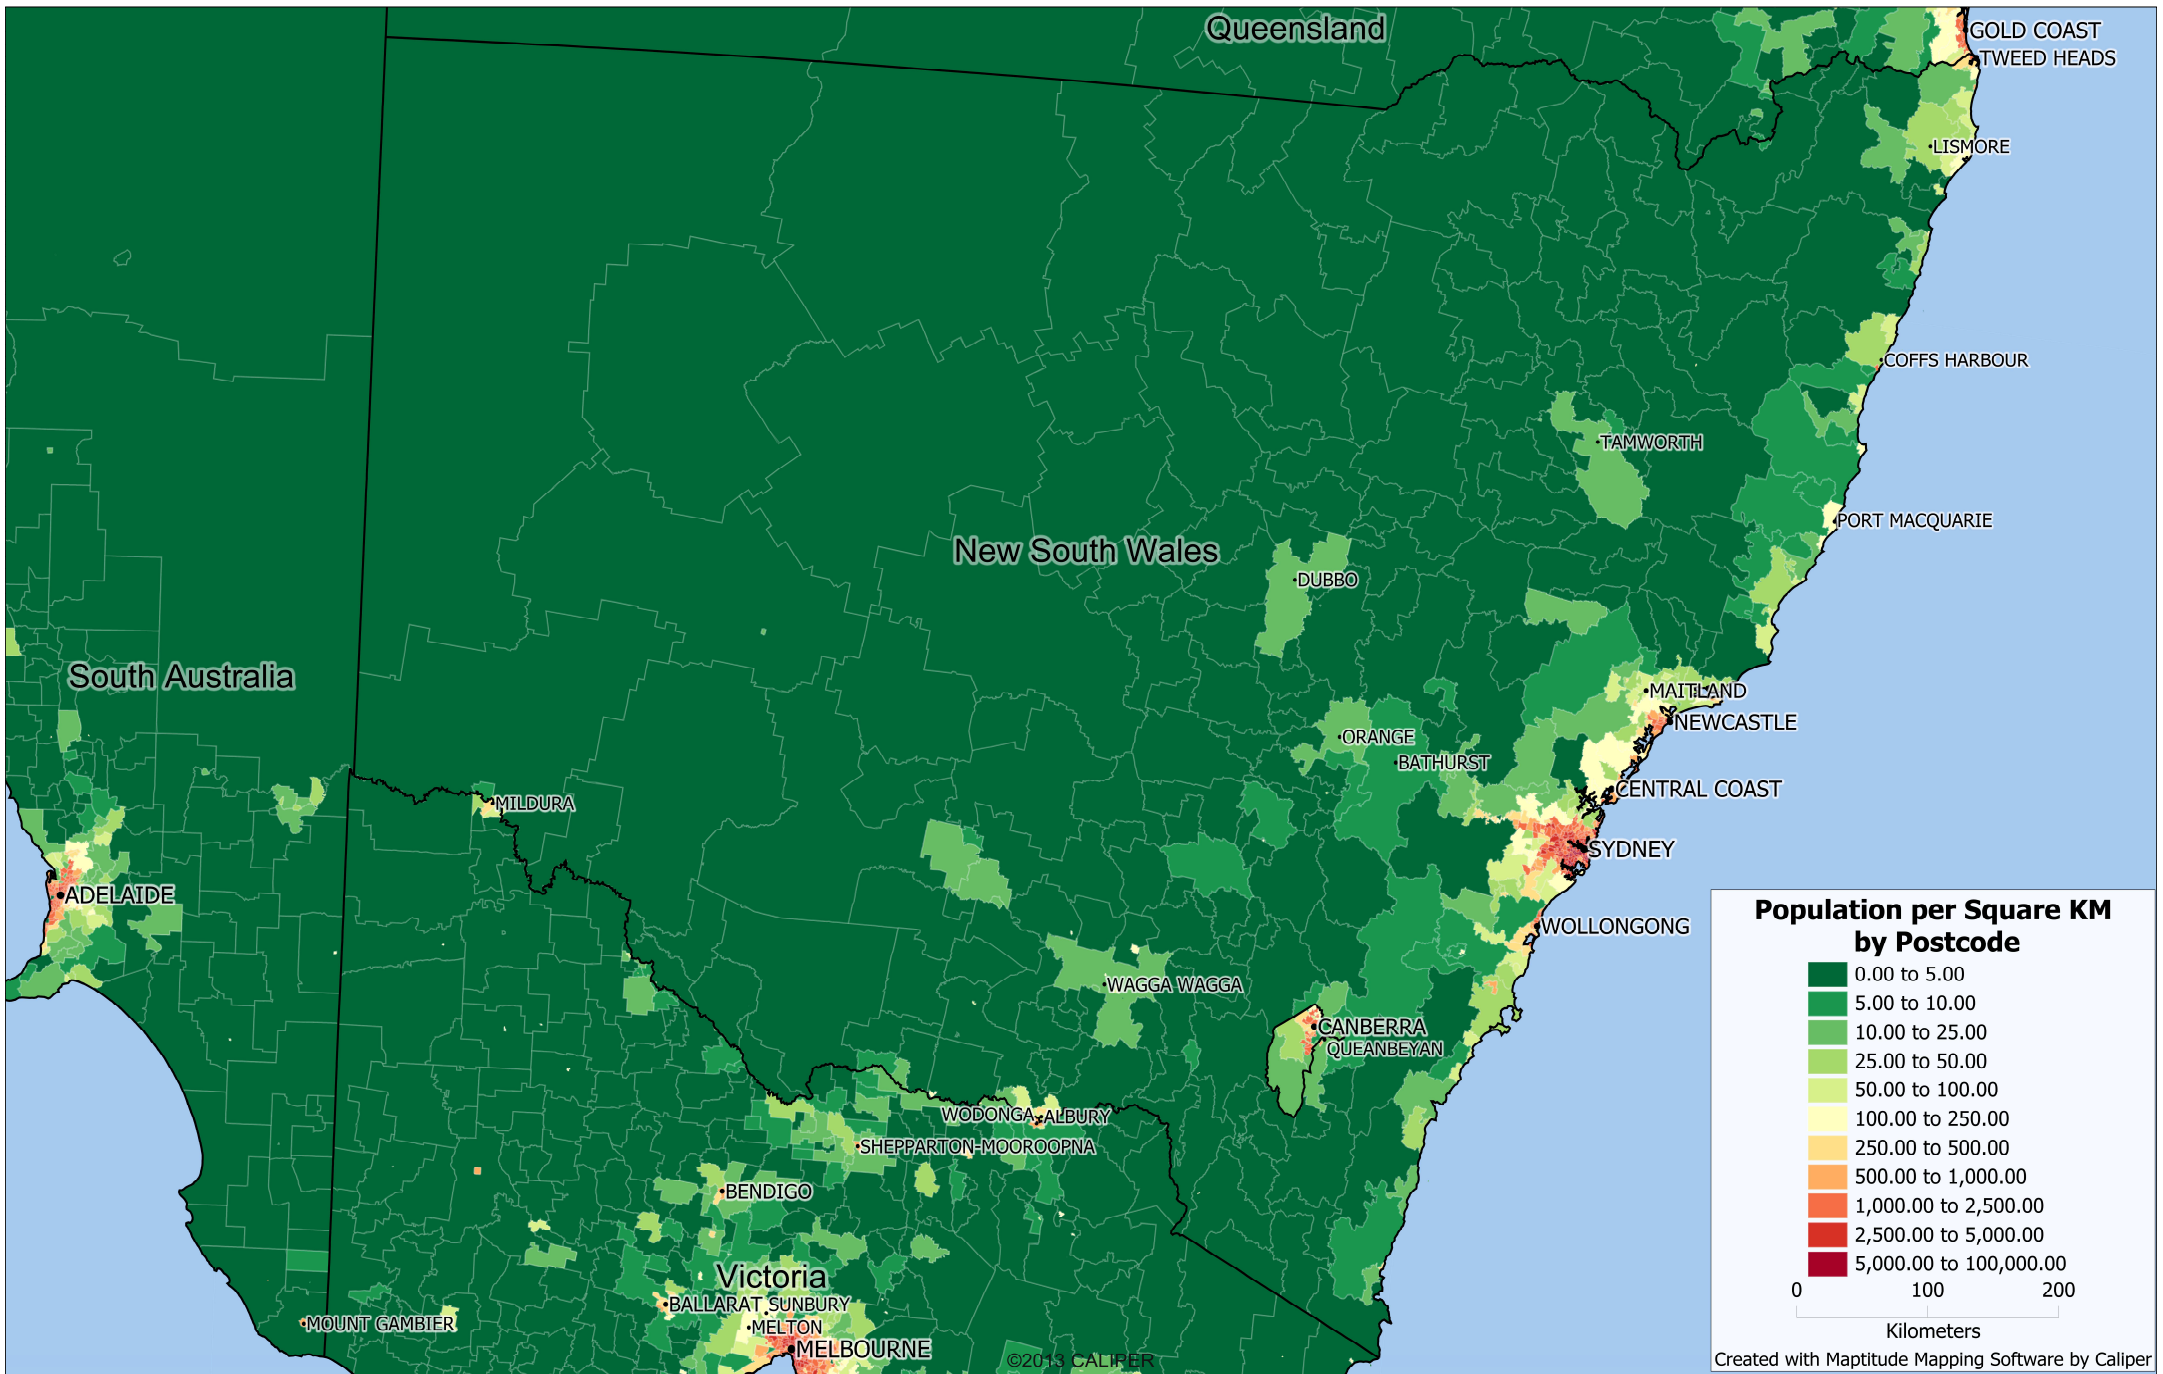 Queensland
GOLD COAST
TWEED HEADS
LISMORE
COFFS HARBOUR
TAMWORTH
PORT MACQUARIE
New South Wales
DUBBO
South Australia
MAITLAND
NEWCASTLE
ORANGE
BATHURST
CENTRAL COAST
MILDURA
SYDNEY
ADELAIDE
WOLLONGONG
WAGGA WAGGA
CANBERRA
QUEANBEYAN
WODONGA
ALBURY
SHEPPARTON-MOOROOPNA
BENDIGO
Victoria
BALLARAT
SUNBURY
MOUNT GAMBIER
MELTON
MELBOURNE
©2013 CALIPER
Population per Square KM
by Postcode
0.00 to 5.00
5.00 to 10.00
10.00 to 25.00
25.00 to 50.00
50.00 to 100.00
100.00 to 250.00
250.00 to 500.00
500.00 to 1,000.00
1,000.00 to 2,500.00
2,500.00 to 5,000.00
5,000.00 to 100,000.00
0 100 200
Kilometers
Created with Maptitude Mapping Software by Caliper